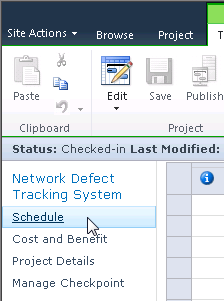 Site Actions Browse Project T
Paste Edit Save Publish
Clipboard Project
Status: Checked-in Last Modified:
Network Defect
Tracking System
Schedule
Cost and Benefit
Project Details
Manage Checkpoint